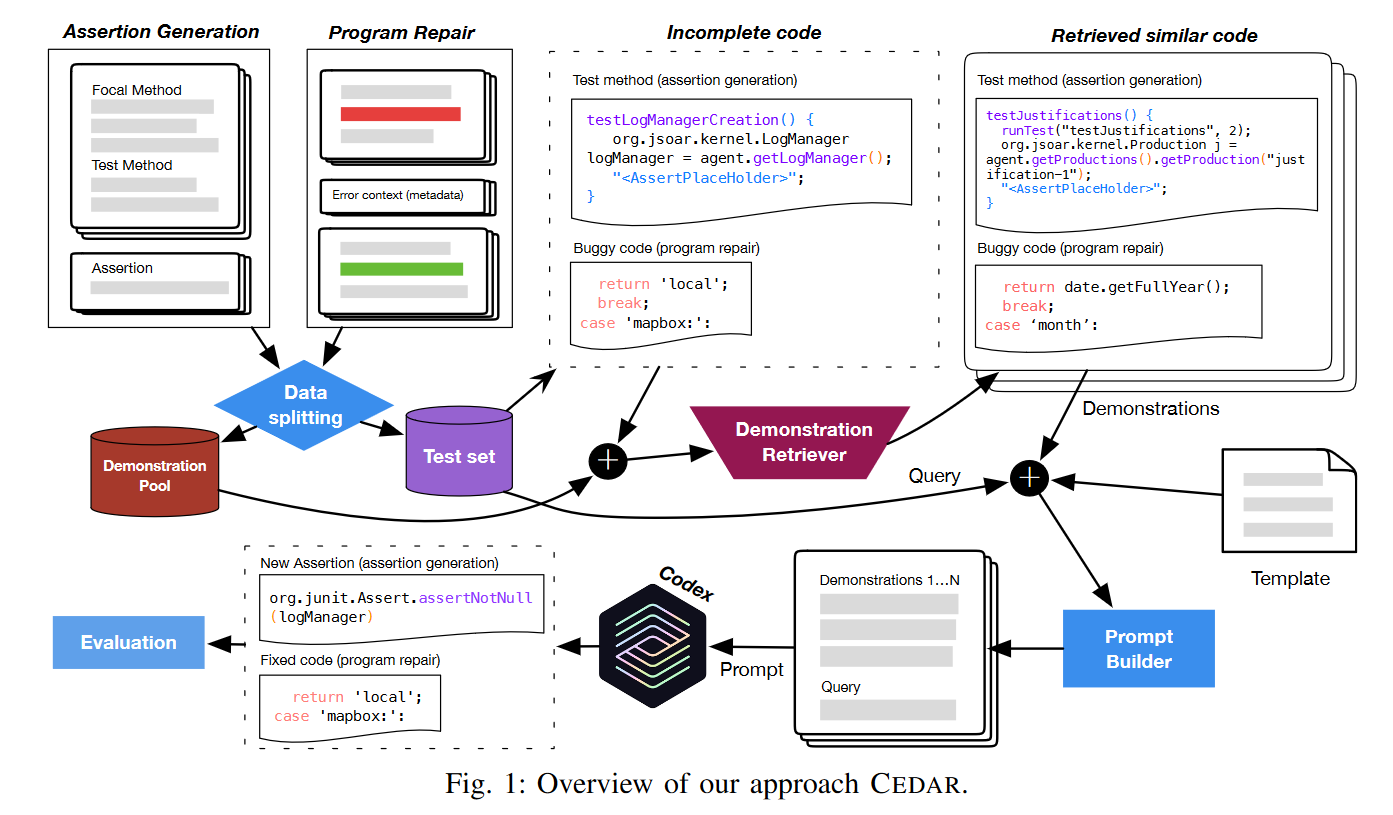 Assertion Generation
Program Repair
Incomplete code
Retrieved similar code
Focal Method
Test Method
Assertion
Error context (metadata)
Test method (assertion generation)
testLogManagerCreation() {
org.jsoar.kernel.LogManager
logManager = agent.getLogManager();
"<AssertPlaceHolder>";
}
Buggy code (program repair)
return 'local';
break;
case 'mapbox:':
Test method (assertion generation)
testJustifications() {
runTest("testJustifications", 2);
org.jsoar.kernel.Production j =
agent.getProductions().getProduction("just
ification-1");
"<AssertPlaceHolder>";
}
Buggy code (program repair)
return date.getFullYear();
break;
case ‘month’:
Data
splitting
Demonstration
Pool
Test set
Demonstration
Retriever
Demonstrations
Query
Template
New Assertion (assertion generation)
org.junit.Assert.assertNotNull
(logManager)
Fixed code (program repair)
return 'local';
case 'mapbox:':
Evaluation
Codex
Prompt
Demonstrations 1...N
Query
Prompt
Builder
Fig. 1: Overview of our approach CEDAR.